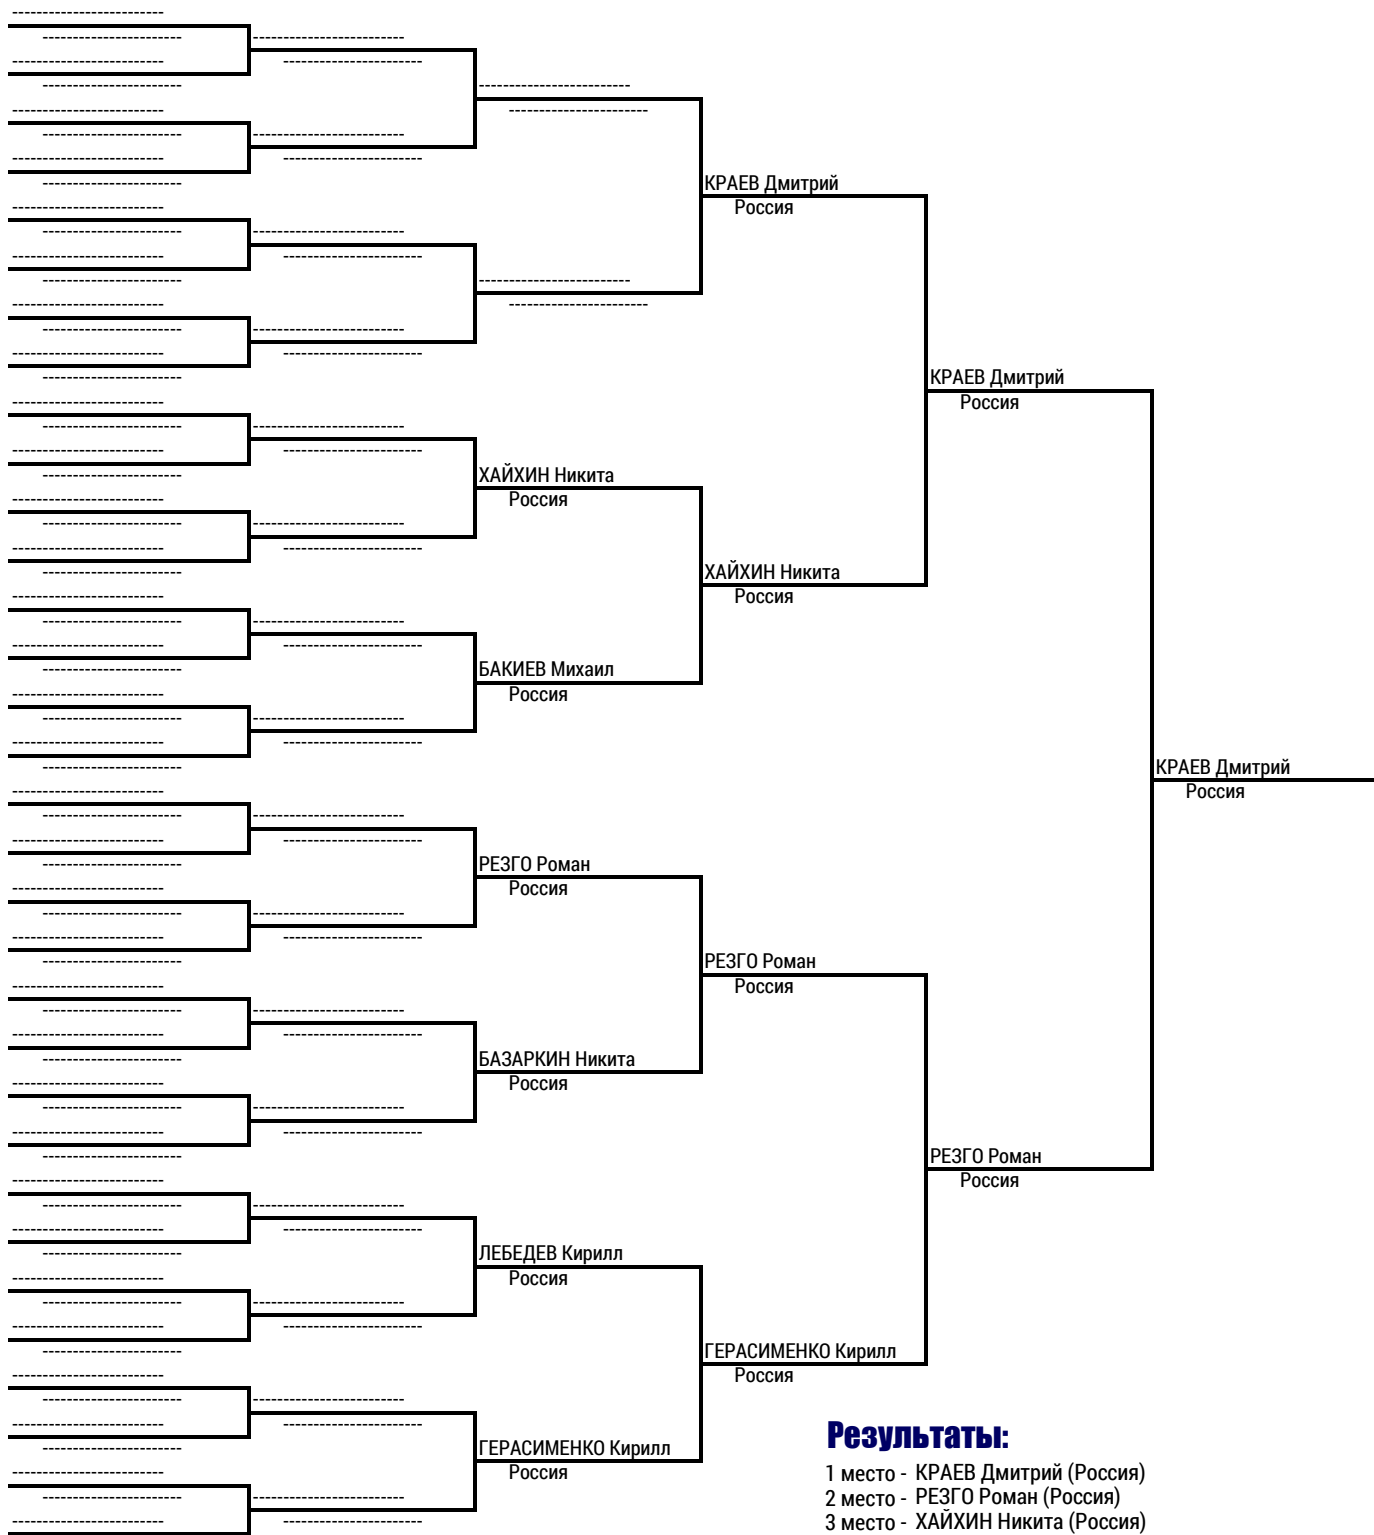 КРАЕВ Дмитрий
Россия
КРАЕВ Дмитрий
Россия
ХАЙХИН Никита
Россия
ХАЙХИН Никита
Россия
БАКИЕВ Михаил
Россия
КРАЕВ Дмитрий
Россия
РЕЗГО Роман
Россия
РЕЗГО Роман
Россия
БАЗАРКИН Никита
Россия
РЕЗГО Роман
Россия
ЛЕБЕДЕВ Кирилл
Россия
ГЕРАСИМЕНКО Кирилл
Россия
ГЕРАСИМЕНКО Кирилл
Россия
Результаты:
1 место - КРАЕВ Дмитрий (Россия)
2 место - РЕЗГО Роман (Россия)
3 место - ХАЙХИН Никита (Россия)